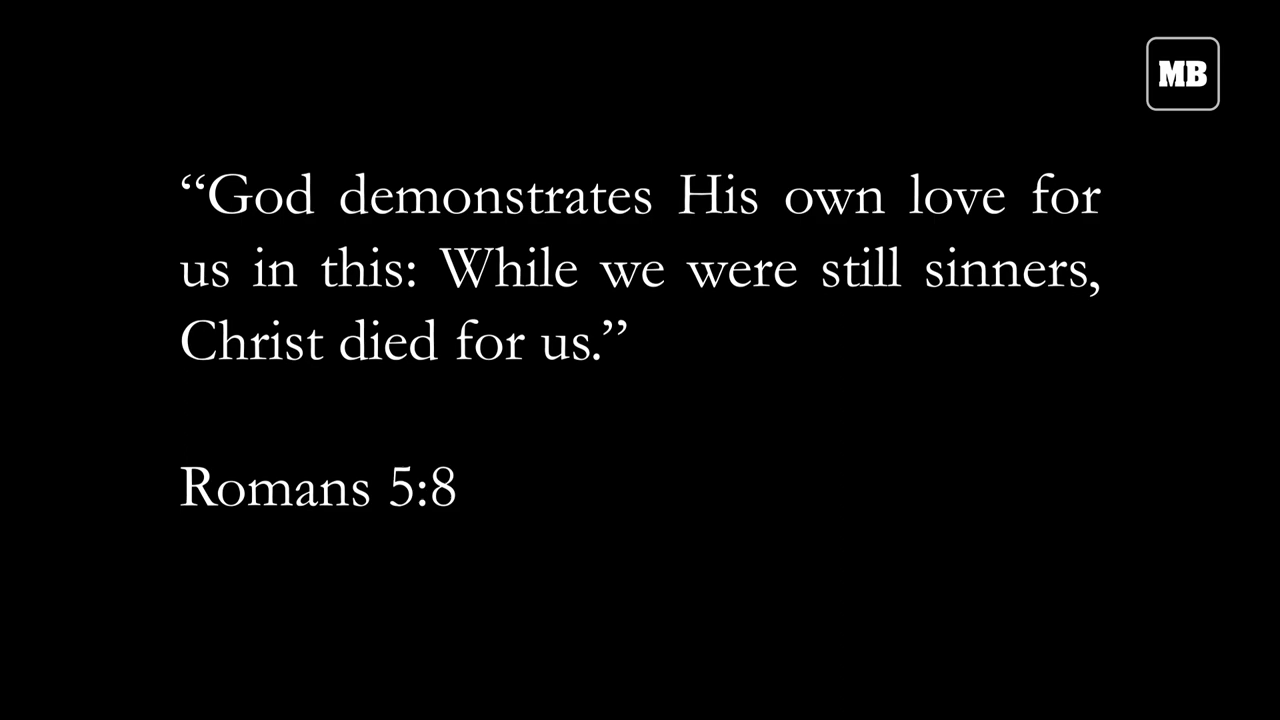 MB
“God demonstrates His own love for
us in this: While we were still sinners,
Christ died for us.”
Romans 5:8